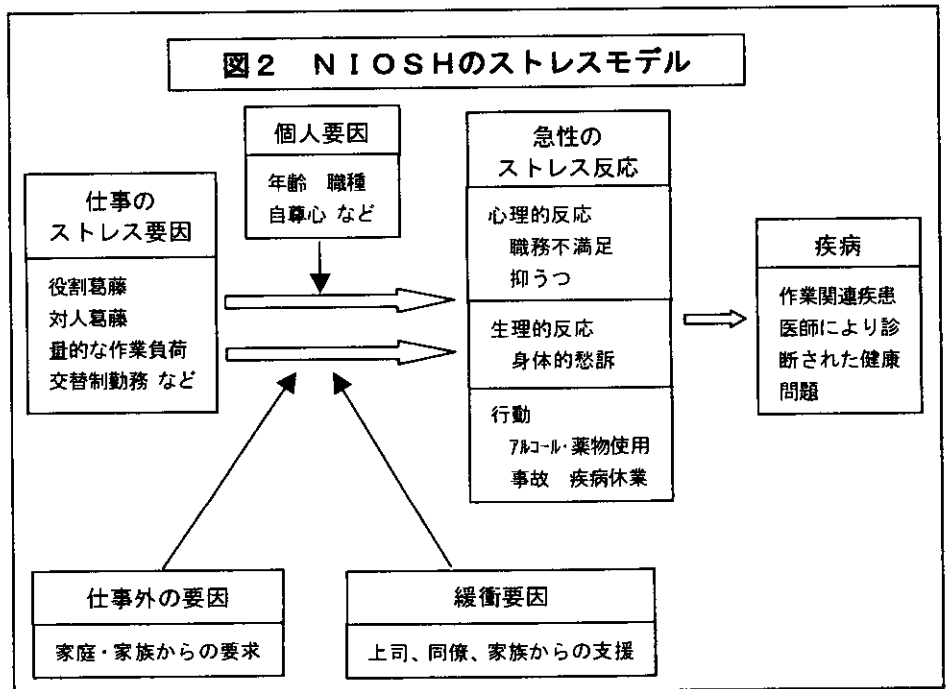 図2 NIOSHのストレスモデル
個人要因
年齢 職種
自尊心 など
仕事の
ストレス要因
役割葛藤
対人葛藤
量的な作業負荷
交替制勤務 など
急性の
ストレス反応
心理的反応
職務不満足
抑うつ
生理的反応
身体的愁訴
行動
アルコール・薬物使用
事故 疾病休業
疾病
作業関連疾患
医師により診
断された健康
問題
仕事外の要因
家庭・家族からの要求
緩衝要因
上司、同僚、家族からの支援